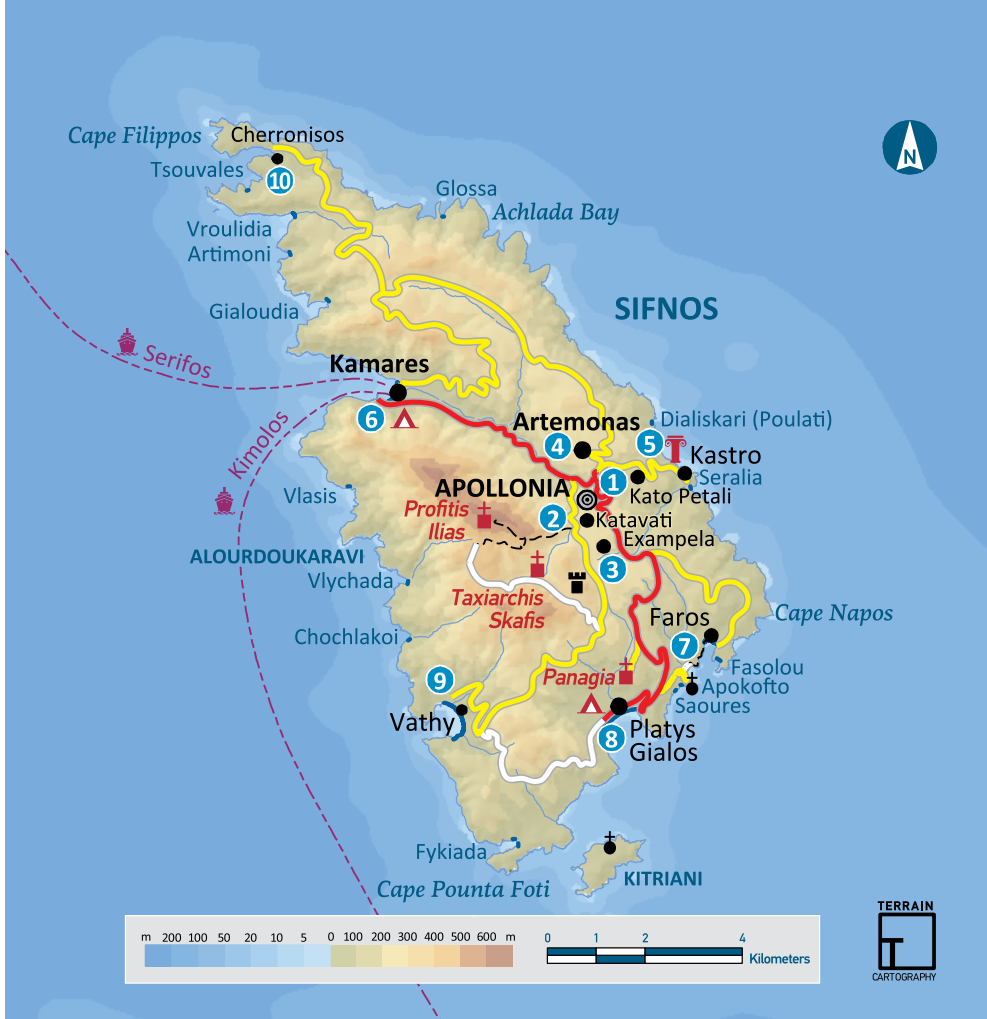 Cape Filippos
Cherronisos
Tsouvales
10
Glossa
Achlada Bay
Vroulidia
Artimoni
N
Gialoudia
SIFNOS
Serifos
Kamares
6
Kimolos
Artemonas
4
Dialiskari (Poulati)
5
Kastro
Seralia
1
Kato Petali
APOLLONIA
Vlasis
Profitis
Ilias
2
Katavati
Exampela
3
ALOURDOUKARAVI
Vlychada
Taxiarchis
Skafis
Cape Napos
Faros
7
Chochlakoi
Fasolou
Panagia
Apokofto
Saoures
9
Vathy
8
Platys
Gialos
Fykiada
Cape Pounta Foti
KITRIANI
m 200 100 50 20 10 5 0 100 200 300 400 500 600 m
0 1 2 4
Kilometers
TERRAIN
T
CARTOGRAPHY